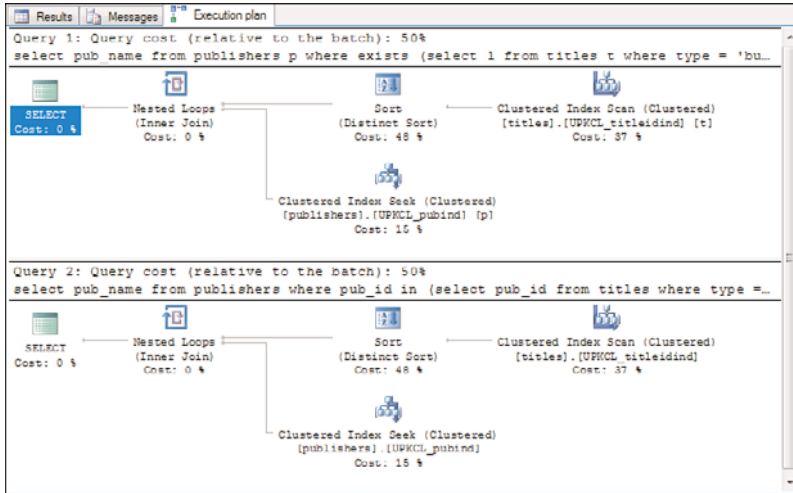 Results Messages Execution plan
Query 1: Query cost (relative to the batch): 50%
select pub_name from publishers p where exists (select 1 from titles t where type = 'bu...
SELECT
Cost: 0 %
Nested Loops
(Inner Join)
Cost: 0 %
Sort
(Distinct Sort)
Cost: 48 %
Clustered Index Scan (Clustered)
[titles].[UPKCL_titleidind] [t]
Cost: 37 %
Clustered Index Seek (Clustered)
[publishers].[UPKCL_pubind] [p]
Cost: 15 %
Query 2: Query cost (relative to the batch): 50%
select pub_name from publishers where pub_id in (select pub_id from titles where type =...
SELECT
Cost: 0 %
Nested Loops
(Inner Join)
Cost: 0 %
Sort
(Distinct Sort)
Cost: 48 %
Clustered Index Scan (Clustered)
[titles].[UPKCL_titleidind]
Cost: 37 %
Clustered Index Seek (Clustered)
[publishers].[UPKCL_pubind]
Cost: 15 %